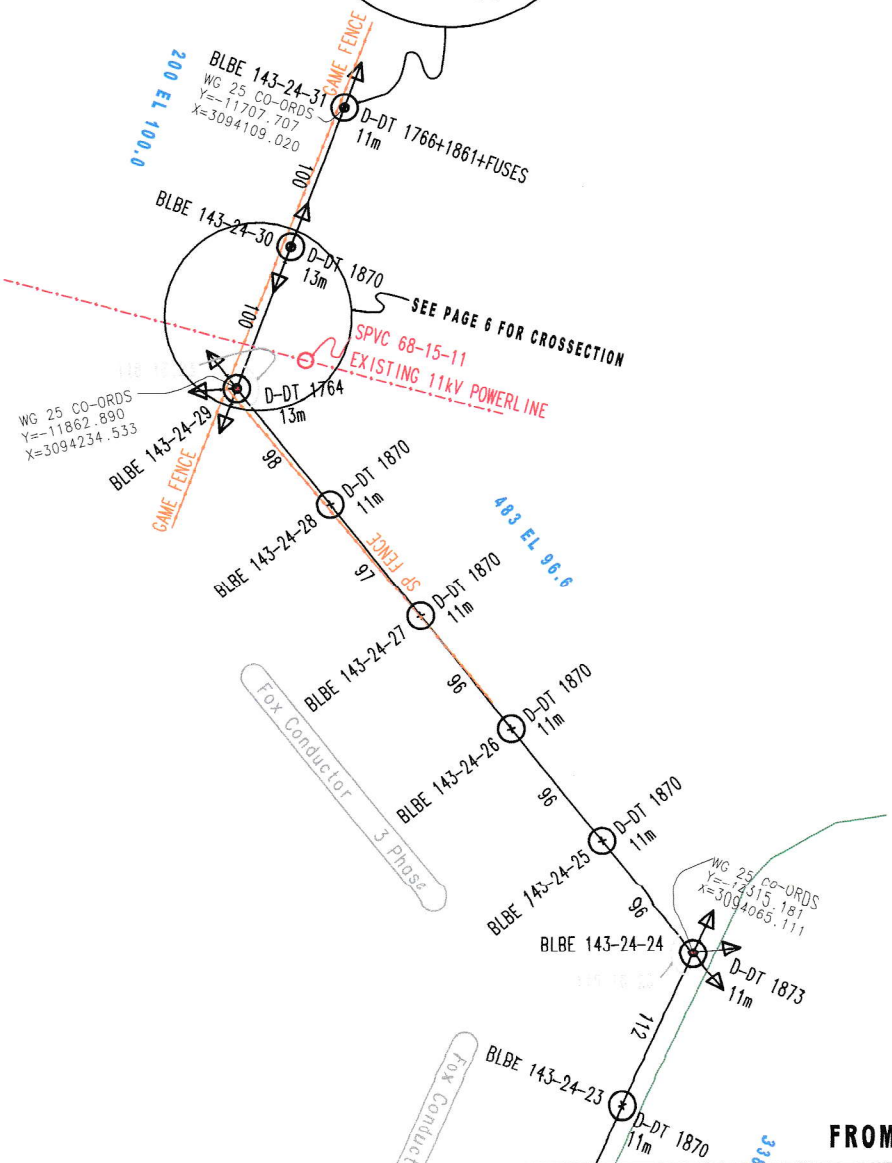 GAME FENCE
200 EL 100.0
BLBE 143-24-31
WG 25 CO-ORDS
Y=-11707.707
X=3094109.020
D-DT 1766+1861+FUSES
11m
100
BLBE 143-24-30
D-DT 1870
13m
100
SEE PAGE 6 FOR CROSSECTION
SPVC 68-15-11
EXISTING 11kV POWERLINE
WG 25 CO-ORDS
Y=-11862.890
X=3094234.533
D-DT 1764
13m
BLBE 143-24-29
GAME FENCE
98
D-DT 1870
11m
BLBE 143-24-28
483 EL 96.6
SP FENCE
97
D-DT 1870
11m
BLBE 143-24-27
96
Fox Conductor 3 Phase
D-DT 1870
11m
BLBE 143-24-26
96
D-DT 1870
11m
BLBE 143-24-25
96
WG 25 CO-ORDS
Y=-12315.181
X=3094065.111
BLBE 143-24-24
D-DT 1873
11m
112
Fox Conduct
BLBE 143-24-23
D-DT 1870
11m
338
FROM